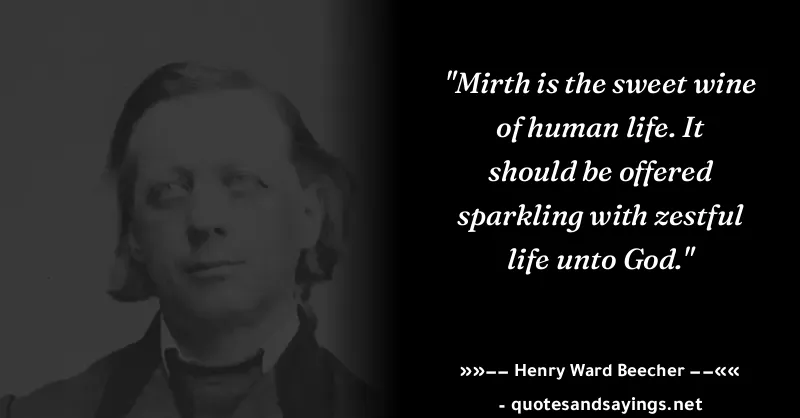 "Mirth is the sweet wine
of human life. It
should be offered
sparkling with zestful
life unto God."
»»—— Henry Ward Beecher ——««
- quotesandsayings.net